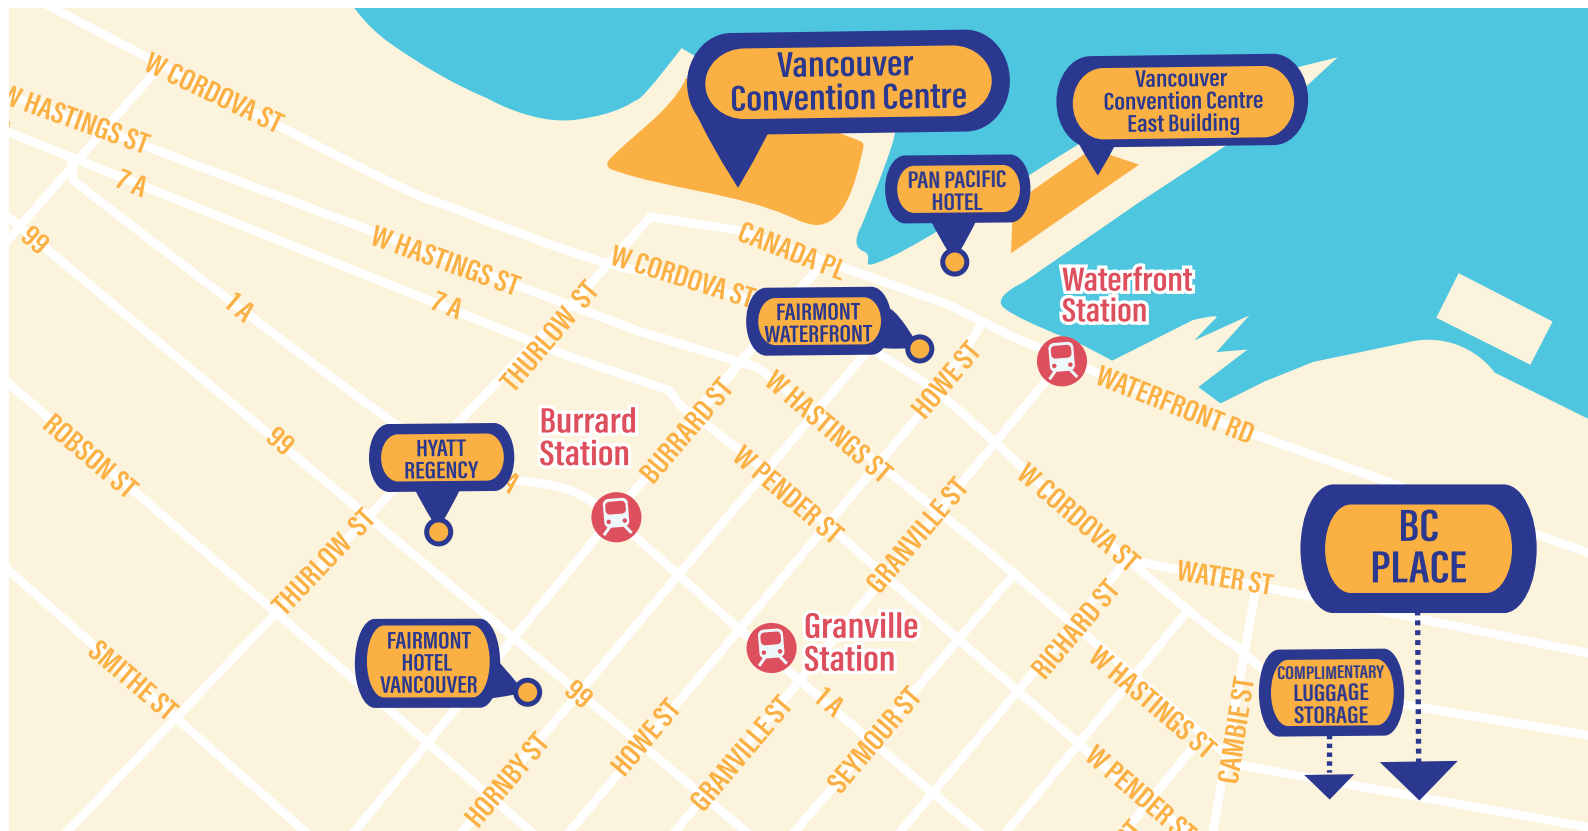 W CORDOVA ST
W HASTINGS ST
7 A
99
1 A
W HASTINGS ST
7 A
THURLOW ST
W CORDOVA ST
CANADA PL
Vancouver
Convention Centre
Vancouver
Convention Centre
East Building
PAN PACIFIC
HOTEL
FAIRMONT
WATERFRONT
Waterfront
Station
HOWE ST
WATERFRONT RD
ROBSON ST
99
HYATT
REGENCY
A
Burrard
Station
BURRARD ST
W HASTINGS ST
W PENDER ST
GRANVILLE ST
W CORDOVA ST
WATER ST
BC
PLACE
THURLOW ST
SMITHE ST
FAIRMONT
HOTEL
VANCOUVER
99
Granville
Station
1 A
RICHARD ST
W HASTINGS ST
CAMBIE ST
COMPLIMENTARY
LUGGAGE
STORAGE
HORNBY ST
HOWE ST
GRANVILLE ST
SEYMOUR ST
W PENDER ST
ST